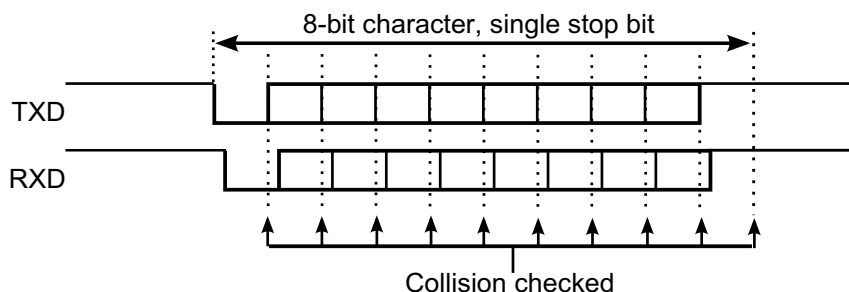 8-bit character, single stop bit
TXD
RXD
Collision checked